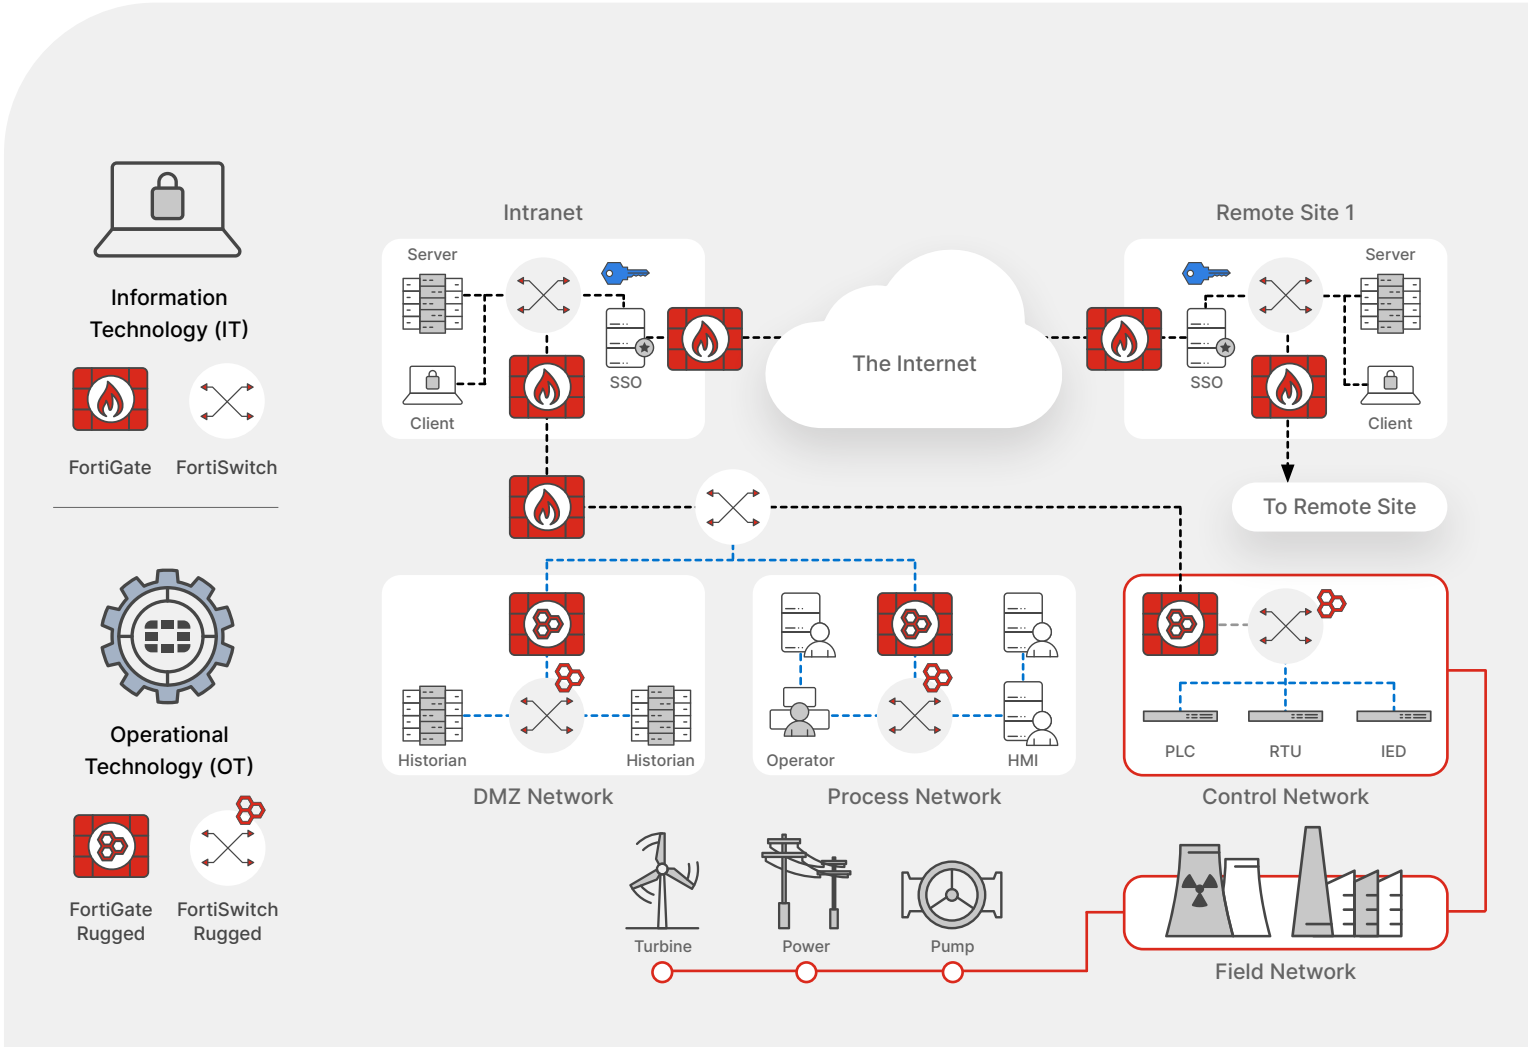 Information
Technology (IT)
FortiGate
FortiSwitch
Operational
Technology (OT)
FortiGate
Rugged
FortiSwitch
Rugged
Intranet
Server
SSO
Client
The Internet
Remote Site 1
Server
SSO
Client
To Remote Site
Historian
Historian
DMZ Network
Operator
HMI
Process Network
PLC
RTU
IED
Control Network
Turbine
Power
Pump
Field Network